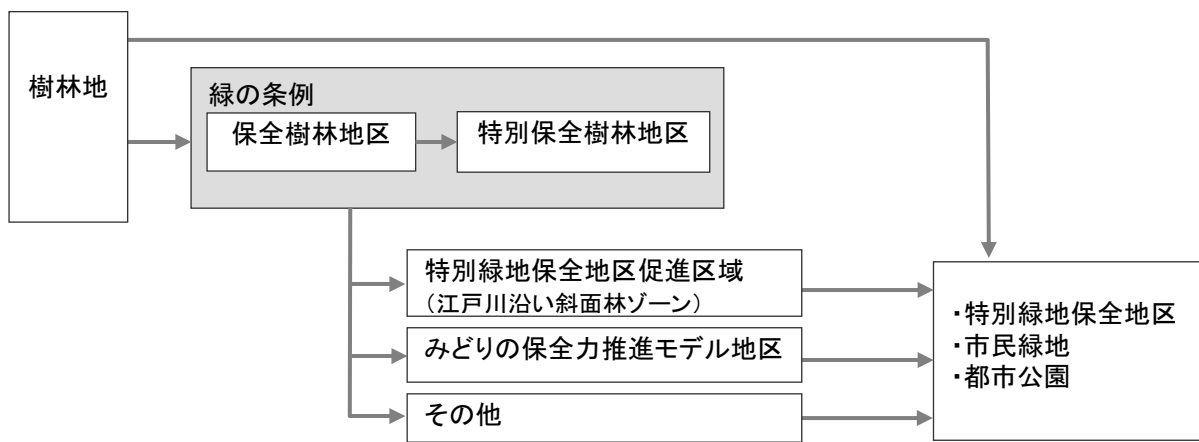 樹林地
緑の条例
保全樹林地区
特別保全樹林地区
特別緑地保全地区促進区域
（江戸川沿い斜面林ゾーン）
みどりの保全力推進モデル地区
その他
・特別緑地保全地区
・市民緑地
・都市公園